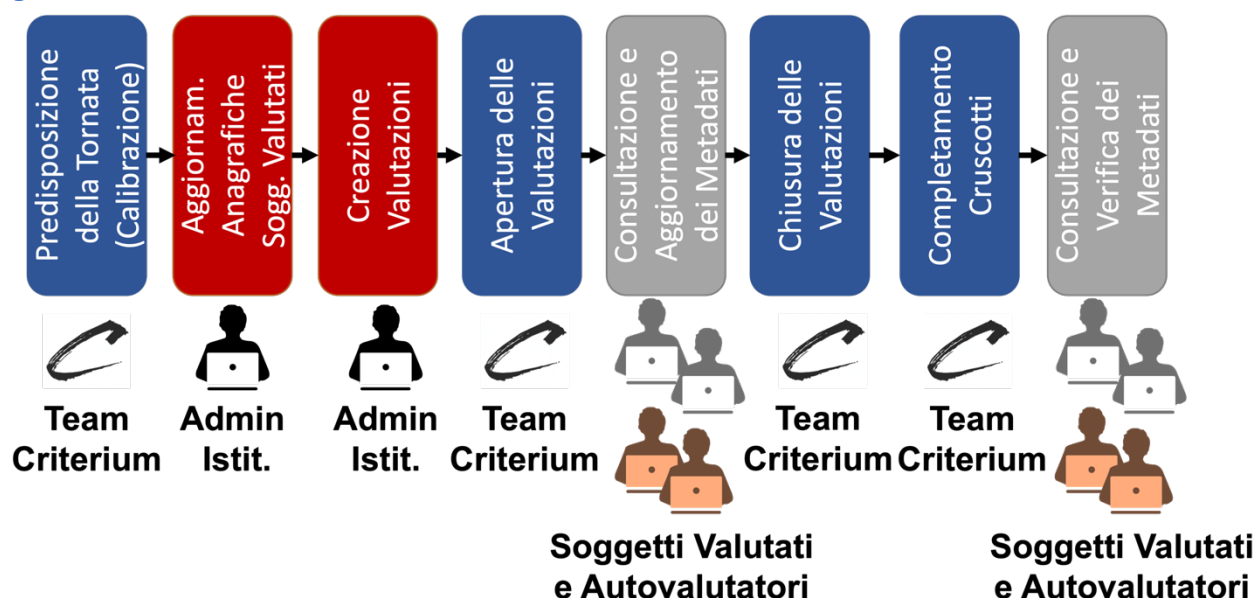 Predisposizione
della Tornata
(Calibrazione)
Aggiornam.
Anagrafiche
Sogg. Valutati
Creazione
Valutazioni
Apertura delle
Valutazioni
Consultazione e
Aggiornamento
dei Metadati
Chiusura delle
Valutazioni
Completamento
Cruscotti
Consultazione e
Verifica dei
Metadati
Team
Criterium
Admin
Istit.
Admin
Istit.
Team
Criterium
Team
Criterium
Team
Criterium
Soggetti Valutati
e Autovalutatori
Soggetti Valutati
e Autovalutatori